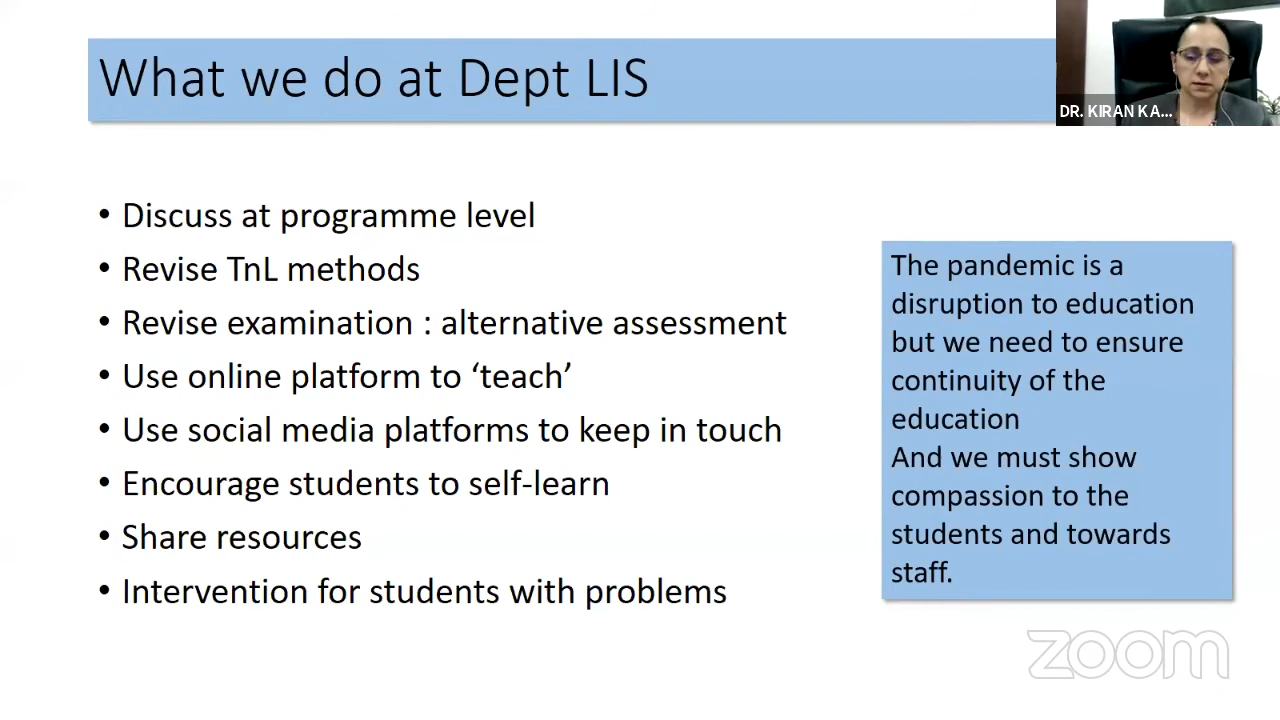 What we do at Dept LIS
DR. KIRAN KA...
• Discuss at programme level
• Revise TnL methods
• Revise examination : alternative assessment
• Use online platform to ‘teach’
• Use social media platforms to keep in touch
• Encourage students to self-learn
• Share resources
• Intervention for students with problems
The pandemic is a
disruption to education
but we need to ensure
continuity of the
education
And we must show
compassion to the
students and towards
staff.
zoom